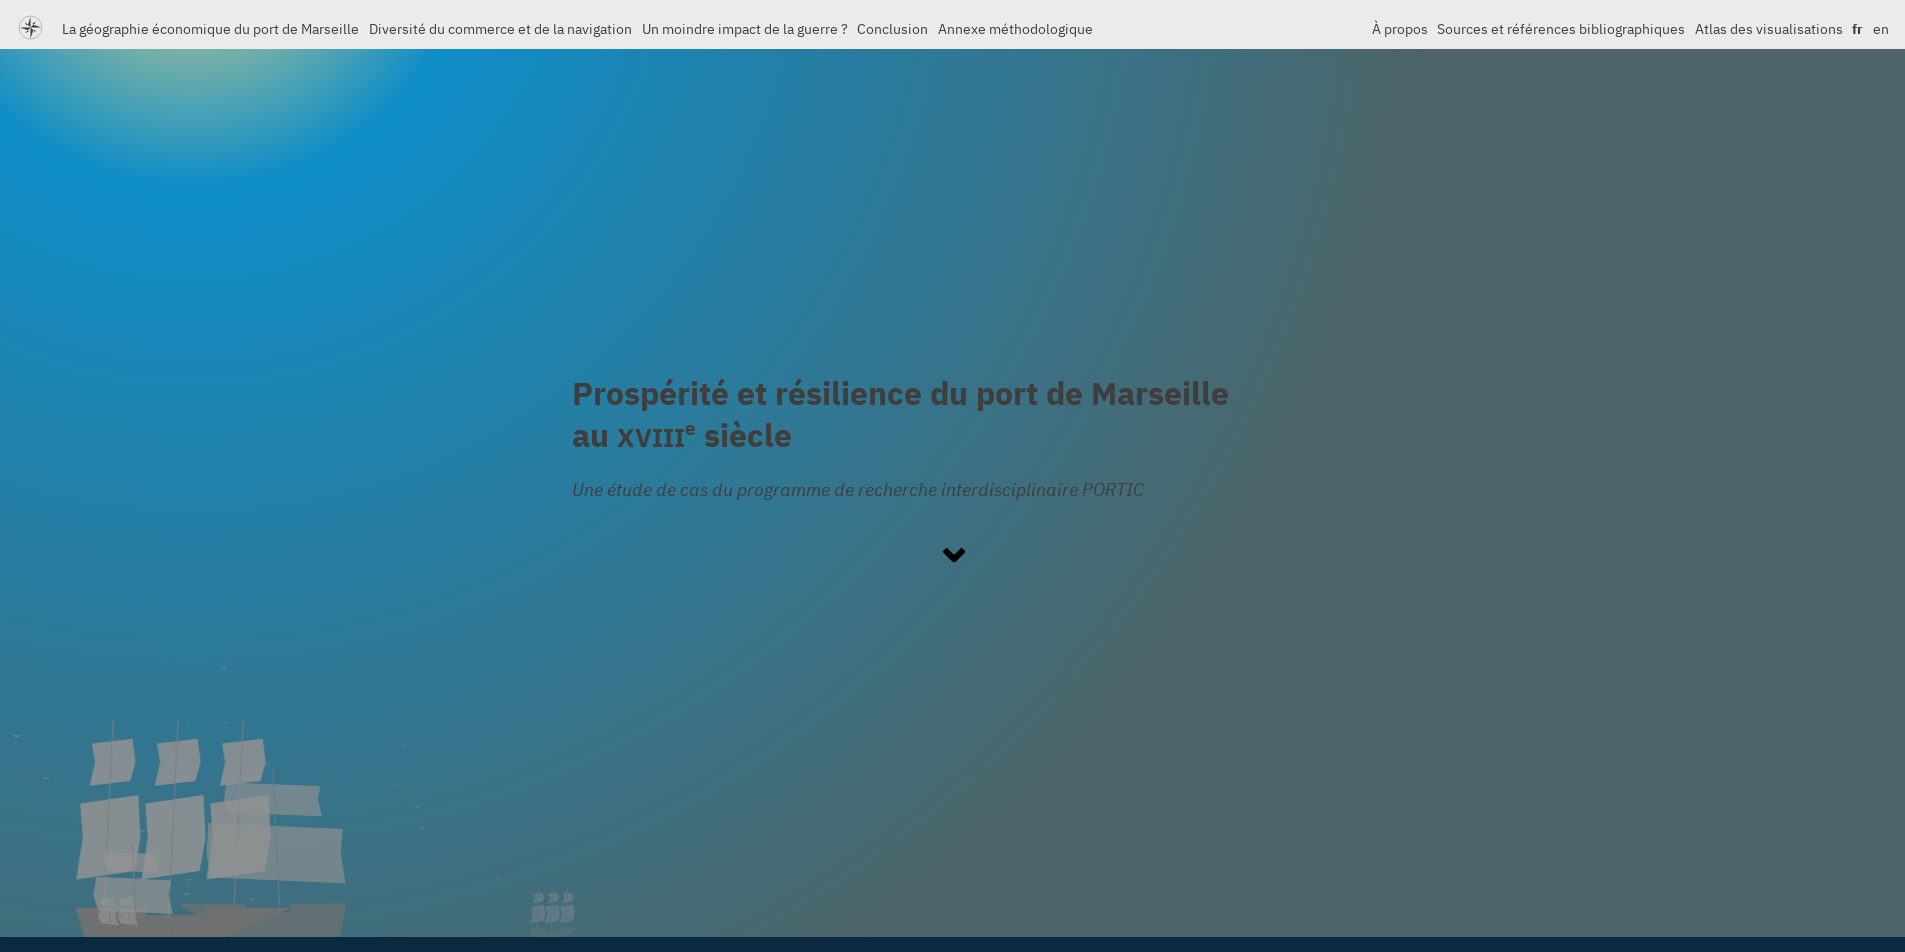 La géographie économique du port de Marseille Diversité du commerce et de la navigation Un moindre impact de la guerre ? Conclusion Annexe méthodologique À propos Sources et références bibliographiques Atlas des visualisations fr en
Prospérité et résilience du port de Marseille
au XVIIIe siècle
Une étude de cas du programme de recherche interdisciplinaire PORTIC